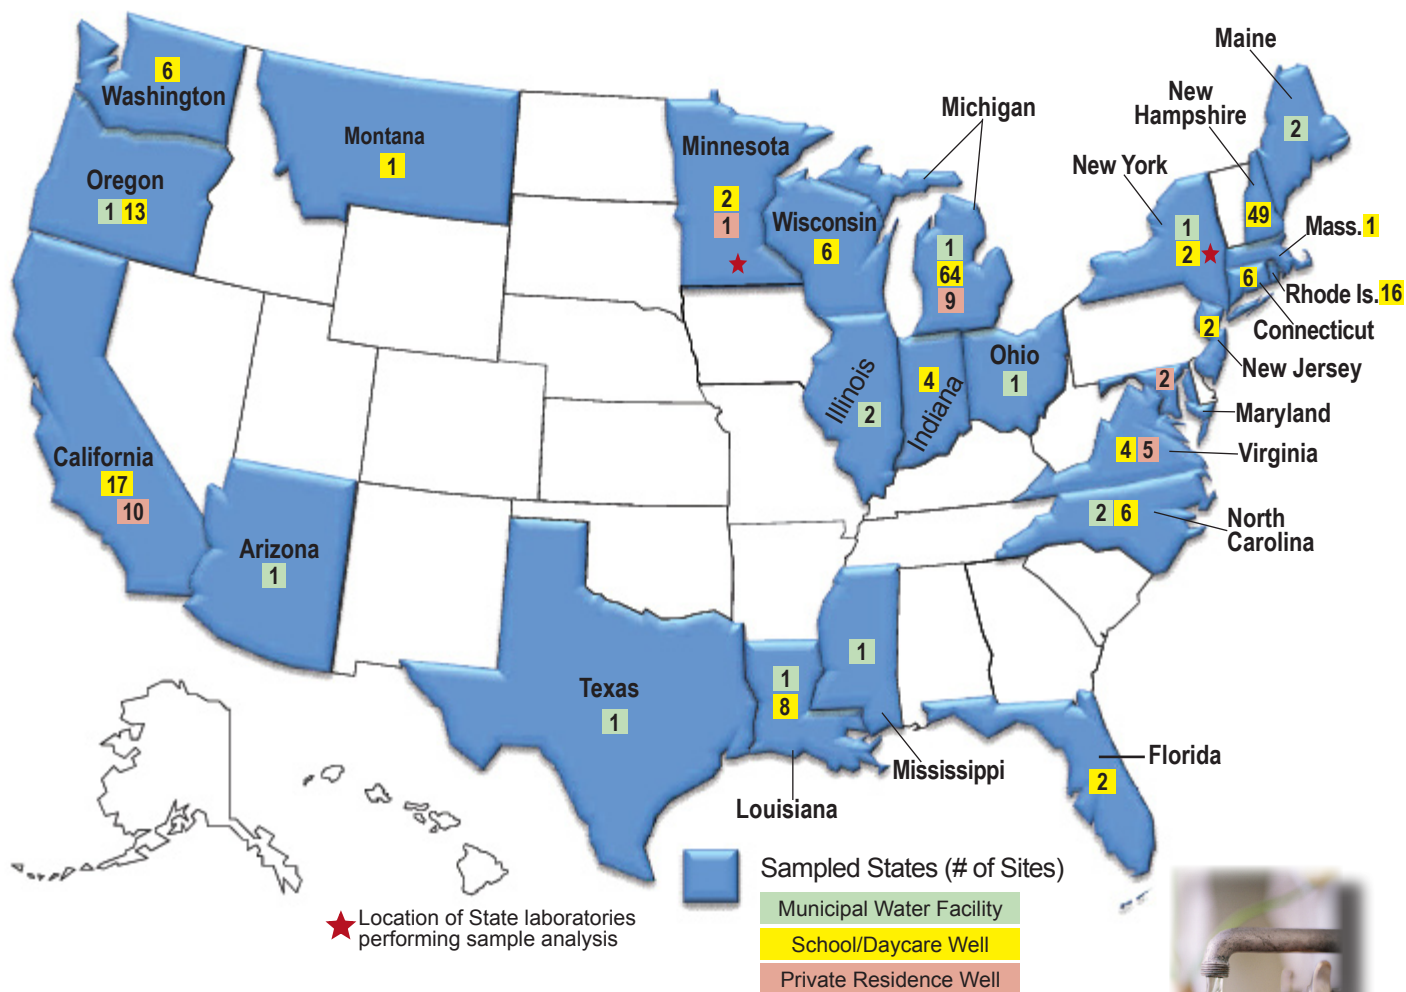 Maine
2
New
Hampshire
49
Michigan
1
64
9
New York
1
2
Mass. 1
Rhode Is. 16
6
Connecticut
2
New Jersey
2
Maryland
4 5
Virginia
2 6
North
Carolina
6
Washington
Montana
1
Oregon
1 13
Minnesota
2
1
Wisconsin
6
Illinois
2
4
Indiana
Ohio
1
California
17
10
Arizona
1
Texas
1
1
8
Louisiana
1
Mississippi
Florida
2
Sampled States (# of Sites)
Municipal Water Facility
School/Daycare Well
Private Residence Well
Location of State laboratories
performing sample analysis